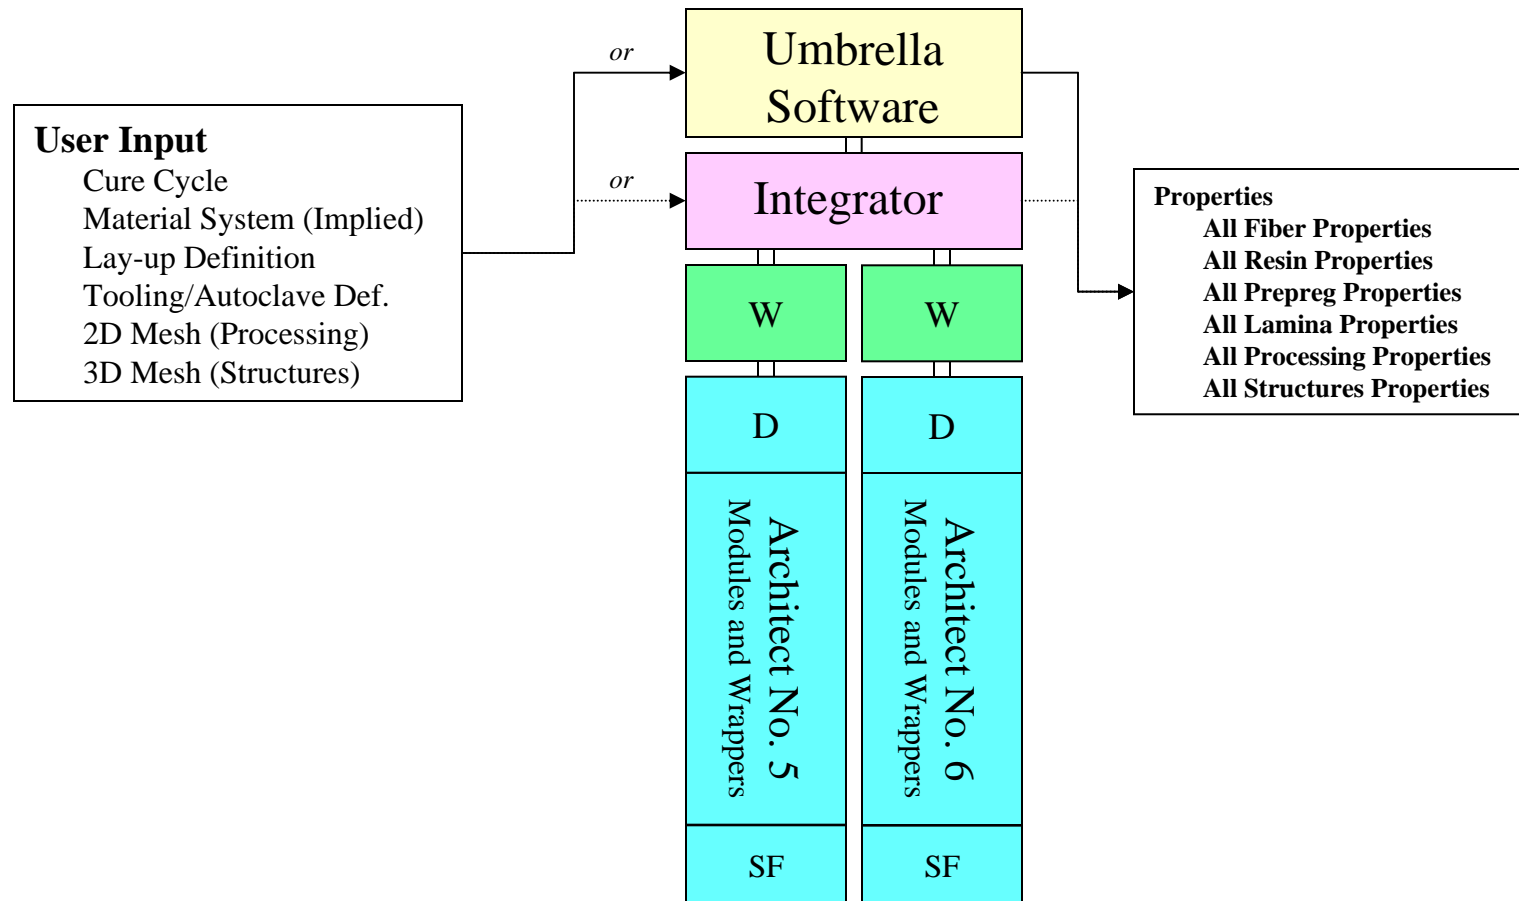 or
Umbrella
Software
User Input
Cure Cycle
Material System (Implied)
Lay-up Definition
Tooling/Autoclave Def.
2D Mesh (Processing)
3D Mesh (Structures)
or
Integrator
Properties
All Fiber Properties
All Resin Properties
All Prepreg Properties
All Lamina Properties
All Processing Properties
All Structures Properties
W
W
D
D
Architect No. 5
Modules and Wrappers
Architect No. 6
Modules and Wrappers
SF
SF